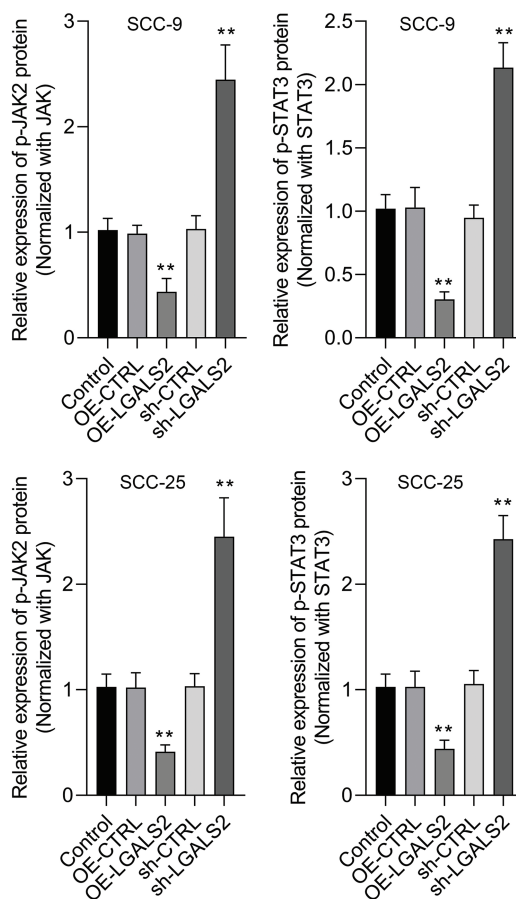 SCC-9
Relative expression of p-JAK2 protein
(Normalized with JAK)
3
2
1
0
**
**
Control
OE-CTRL
OE-LGALS2
sh-CTRL
sh-LGALS2
SCC-9
Relative expression of p-STAT3 protein
(Normalized with STAT3)
2.5
2.0
1.5
1.0
0.5
0.0
**
**
Control
OE-CTRL
OE-LGALS2
sh-CTRL
sh-LGALS2
SCC-25
Relative expression of p-JAK2 protein
(Normalized with JAK)
3
2
1
0
**
**
Control
OE-CTRL
OE-LGALS2
sh-CTRL
sh-LGALS2
SCC-25
Relative expression of p-STAT3 protein
(Normalized with STAT3)
3
2
1
0
**
**
Control
OE-CTRL
OE-LGALS2
sh-CTRL
sh-LGALS2